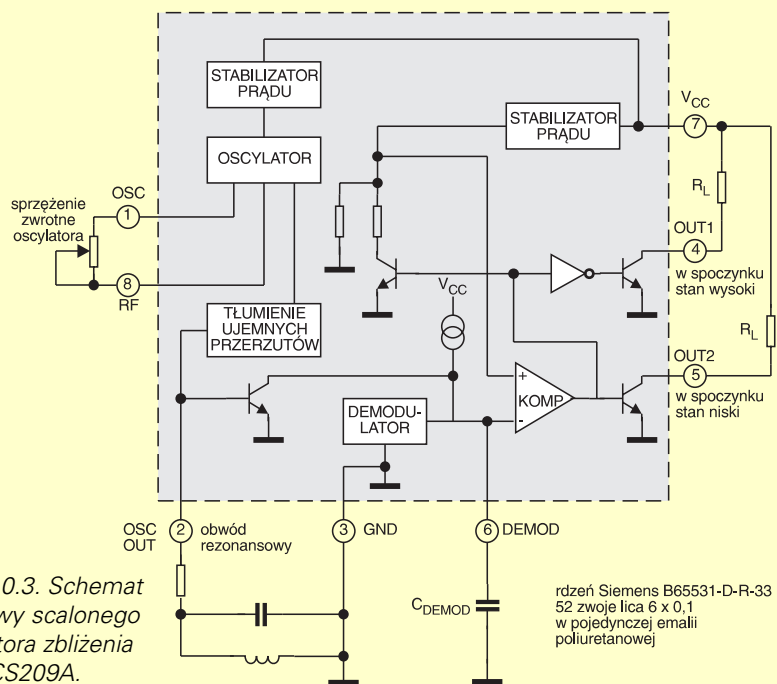 STABILIZATOR
PRĄDU
STABILIZATOR
PRĄDU
VCC
7
OSCYLATOR
OSC
1
sprzężenie
zwrotne
oscylatora
8
RF
RL
OUT1
4
w spoczynku
stan wysoki
VCC
TŁUMIENIE
UJEMNYCH
PRZERZUTÓW
RL
OUT2
5
w spoczynku
stan niski
+
KOMP
-
DEMODU-
LATOR
OSC
OUT
2
obwód
rezonansowy
3
GND
6
DEMOD
CDEMOD
0.3. Schemat
wy scalonego
tora zbliżenia
CS209A.
rdzeń Siemens B65531-D-R-33
52 zwoje lica 6 x 0,1
w pojedynczej emalii
poliuretanowej